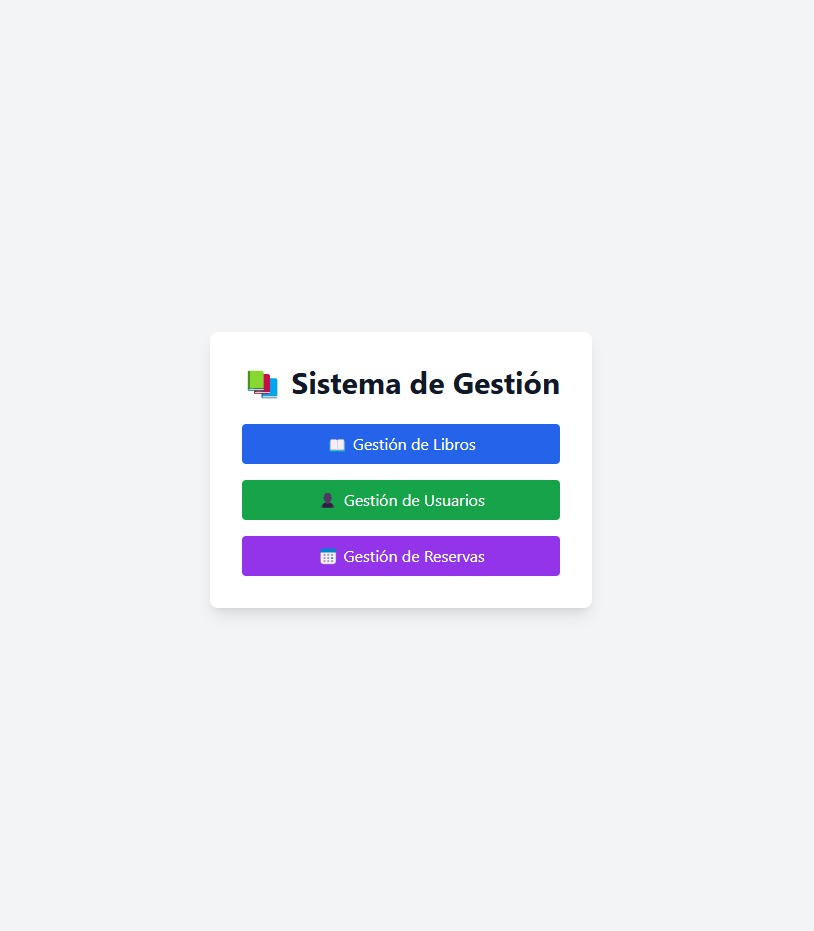 Sistema de Gestión
Gestión de Libros
Gestión de Usuarios
Gestión de Reservas